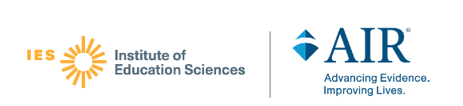 IES
Institute of
Education Sciences
AIR®
Advancing Evidence.
Improving Lives.